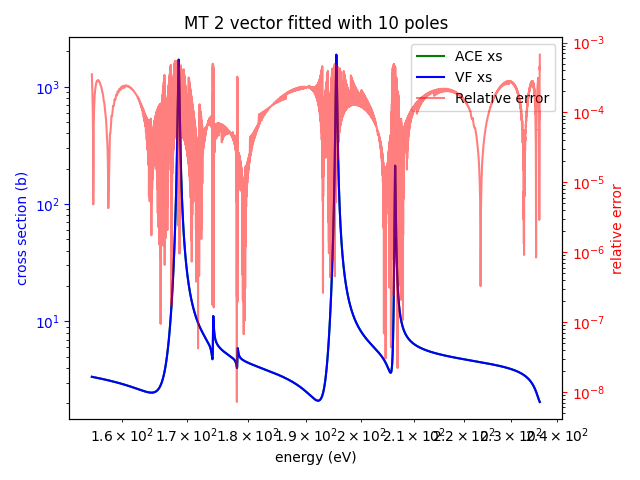 MT 2 vector fitted with 10 poles
ACE xs
VF xs
Relative error
cross section (b)
10³
10²
10¹
relative error
10⁻³
10⁻⁴
10⁻⁵
10⁻⁶
10⁻⁷
10⁻⁸
1.6 × 10² 1.7 × 10² 1.8 × 10² 1.9 × 10² 2 × 10² 2.1 × 10² 2.2 × 10² 2.3 × 10² 2.4 × 10²
energy (eV)